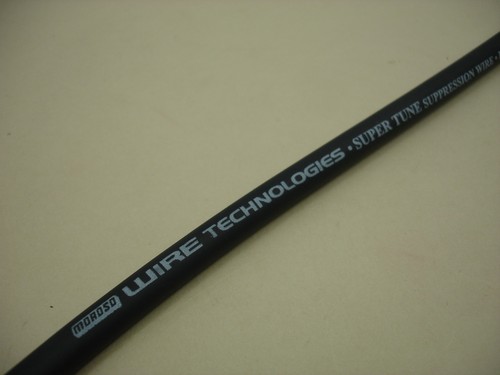 MOROSO WIRE TECHNOLOGIES • SUPER TUNE SUPPRESSION WIRE •